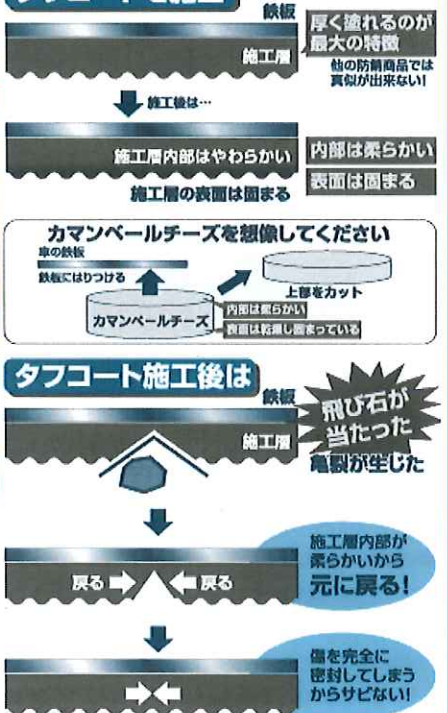 タフコートを施工
鉄板
施工層
厚く塗れるのが
最大の特徴
他の防錆商品では
真似が出来ない!
施工後は…
施工層内部はやわらかい
施工層の表面は固まる
内部は柔らかい
表面は固まる
カマンベールチーズを想像してください
車の鉄板
鉄板にはりつける
カマンベールチーズ
上部をカット
内部は柔らかい
表面は乾燥し固まっている
タフコート施工後は
鉄板
施工層
飛び石が
当たった
亀裂が生じた
戻る
戻る
施工層内部が
柔らかいから
元に戻る!
傷を完全に
密封してしまう
からサビない!